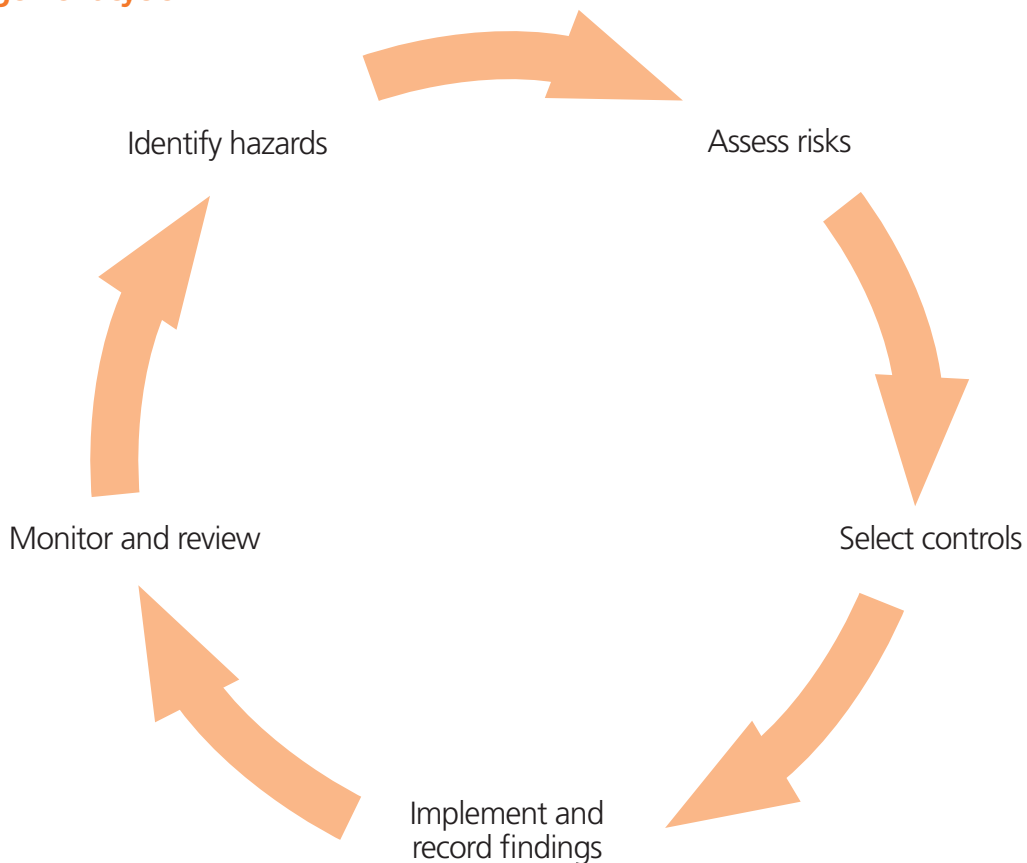 Identify hazards
Assess risks
Monitor and review
Select controls
Implement and
record findings